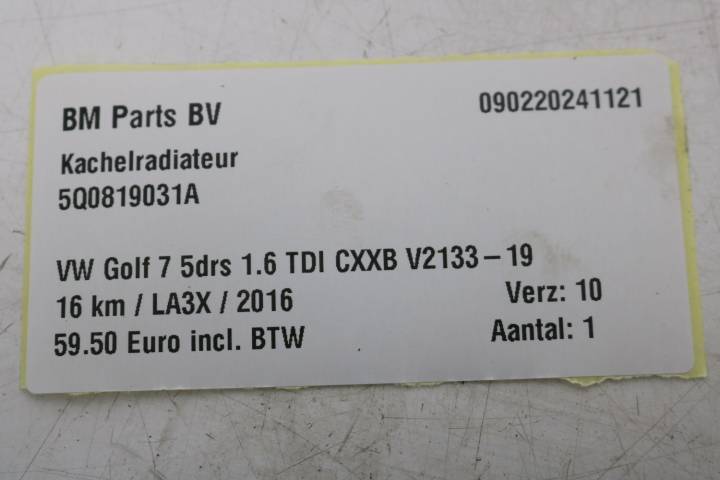 BM Parts BV 090220241121
Kachelradiateur
5Q0819031A
VW Golf 7 5drs 1.6 TDI CXXB V2133-19
16 km / LA3X / 2016 Verz: 10
59.50 Euro incl. BTW Aantal: 1